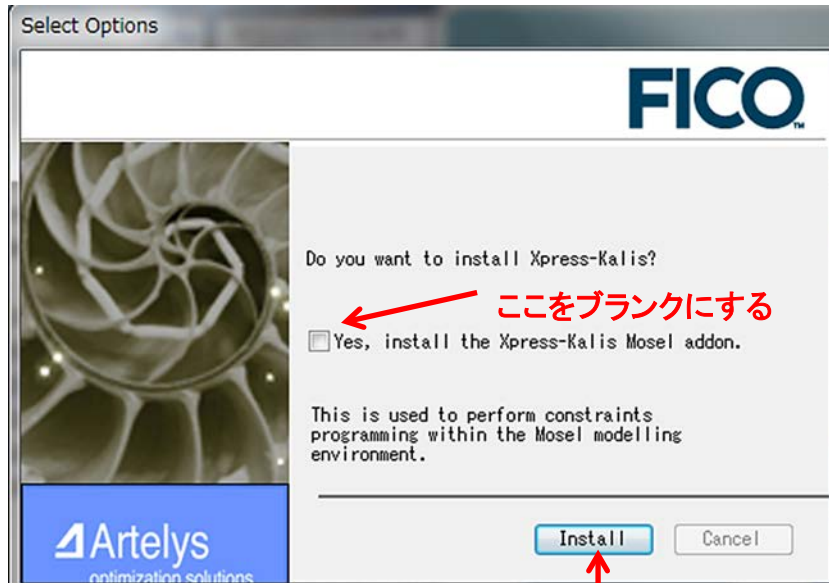 Select Options
FICO™
Do you want to install Xpress-Kalis?
ここをブランクにする
Yes, install the Xpress-Kalis Mosel addon.
This is used to perform constraints
programming within the Mosel modelling
environment.
Artelys
optimization solutions
Install
Cancel